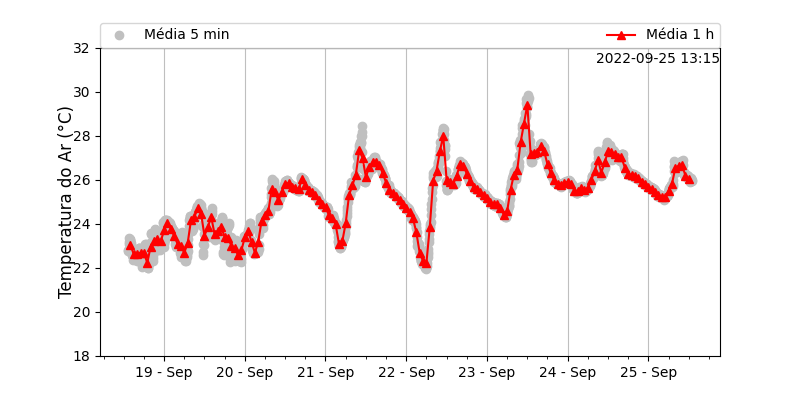 Média 5 min
Média 1 h
2022-09-25 13:15
Temperatura do Ar (°C)
32
30
28
26
24
22
20
18
19 - Sep
20 - Sep
21 - Sep
22 - Sep
23 - Sep
24 - Sep
25 - Sep